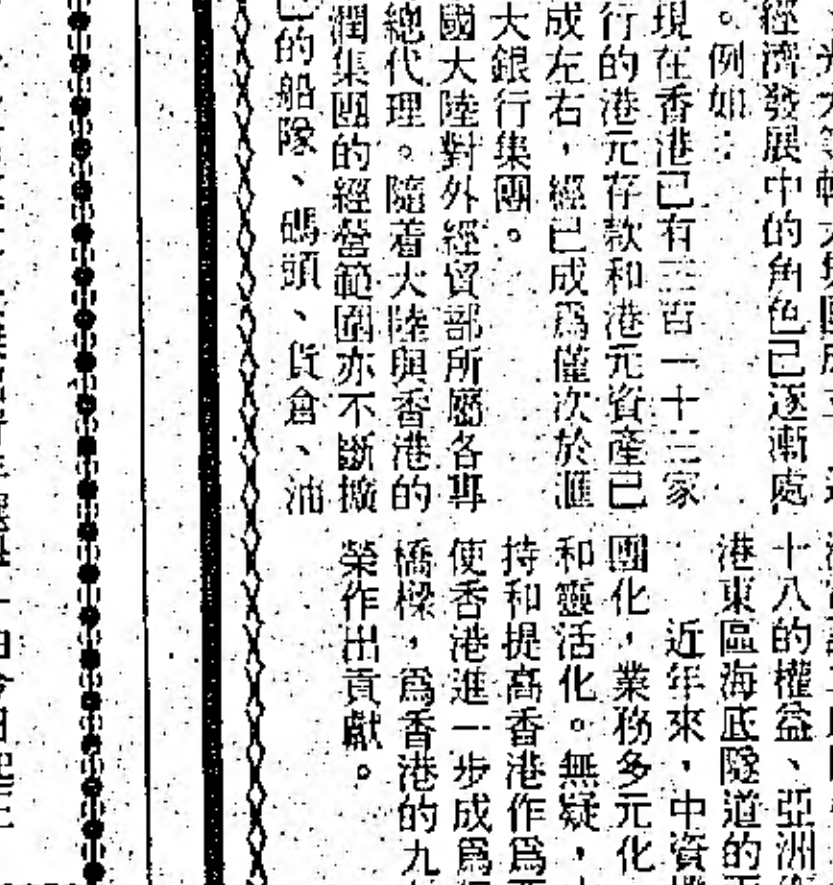 經濟發展中的角色已逐漸處
。例如：
現在香港已有三百一十三家
行的港元存款和港元資產已
成左右，經已成爲僅次於滙
大銀行集團。
國大陸對外經貿部所屬各專
總代理。隨着大陸與香港的
潤集團的經營範圍亦不斷擴
的船隊、碼頭、貨倉、油
十八的權益、亞洲
港東區海底隧道的
近年來，中資
團化，業務多元化
和靈活化。無疑，
持和提高香港作爲
使香港進一步成爲
橋樑，爲香港的九
榮作出貢獻。